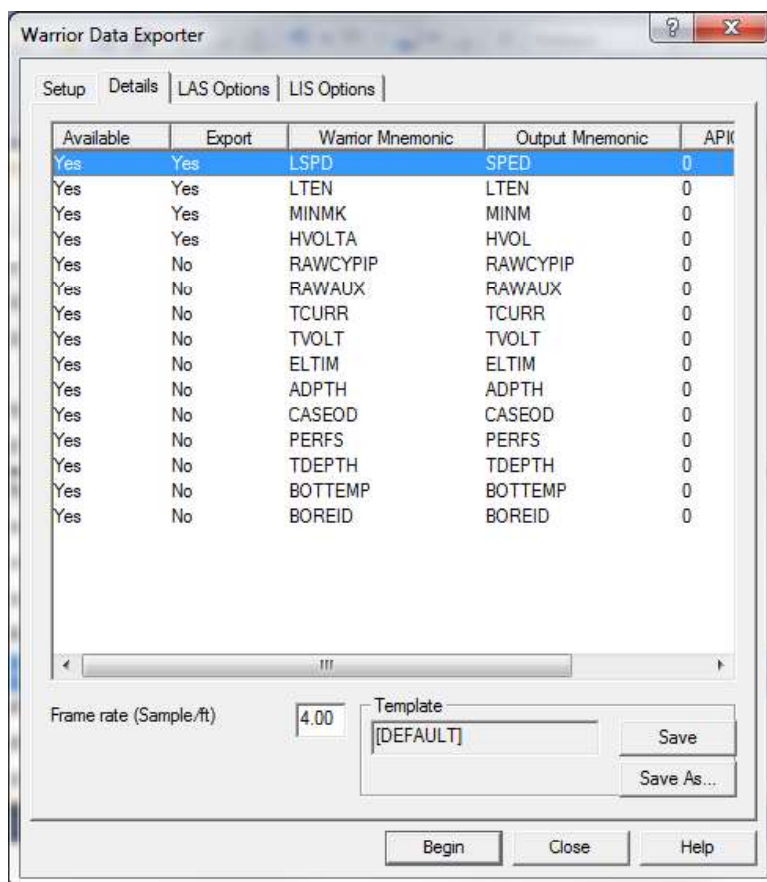 Warrior Data Exporter
Setup Details LAS Options LIS Options
Available Export Warrior Mnemonic Output Mnemonic APIC
Yes Yes LSPD SPED 0
Yes Yes LTEN LTEN 0
Yes Yes MINMK MINM 0
Yes Yes HVOLTA HVOL 0
Yes No RAWCYPIP RAWCYPIP 0
Yes No RAWAUX RAWAUX 0
Yes No TCURR TCURR 0
Yes No TVOLT TVOLT 0
Yes No ELTIM ELTIM 0
Yes No ADPTH ADPTH 0
Yes No CASEOD CASEOD 0
Yes No PERFS PERFS 0
Yes No TDEPTH TDEPTH 0
Yes No BOTTEMP BOTTEMP 0
Yes No BOREID BOREID 0
Frame rate (Sample/ft) 4.00 Template
[DEFAULT] Save
Save As...
Begin Close Help